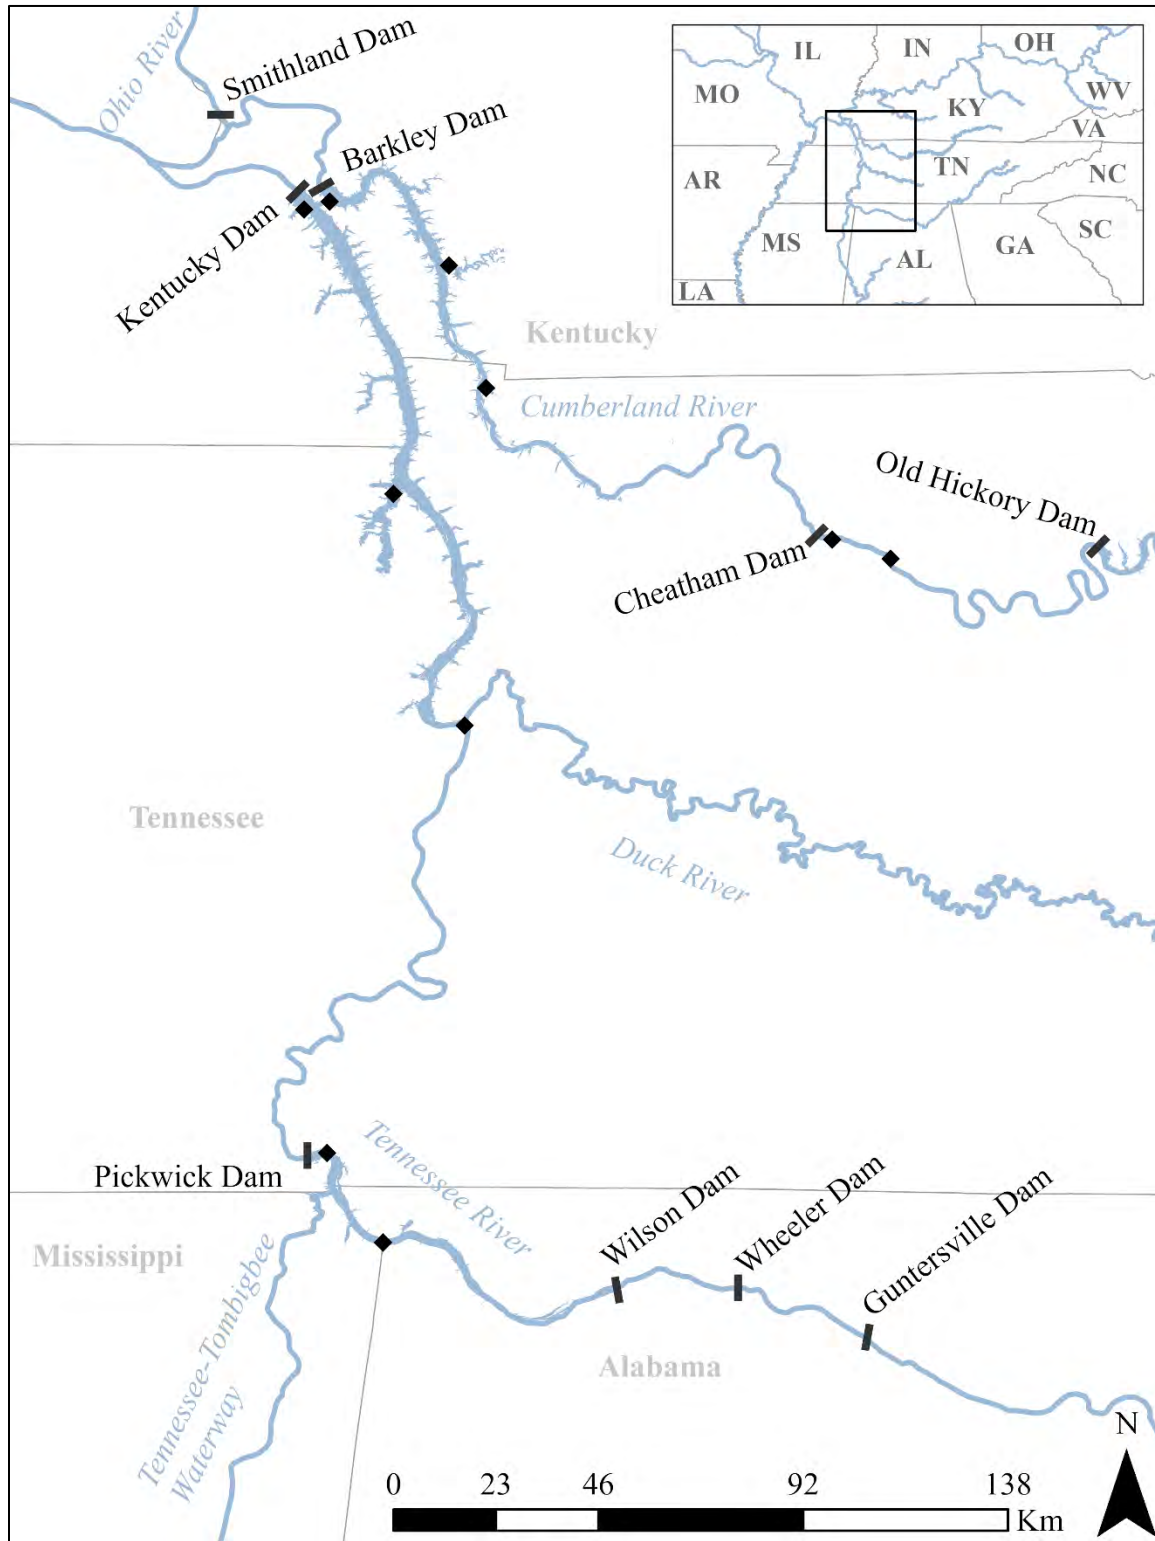 Ohio River
Smithland Dam
Barkley Dam
Kentucky Dam
IL
IN
OH
MO
KY
WV
VA
TN
AR
NC
MS
AL
GA
SC
LA
Kentucky
Cumberland River
Old Hickory Dam
Cheatham Dam
Tennessee
Duck River
Pickwick Dam
Tennessee River
Mississippi
Wilson Dam
Wheeler Dam
Guntersville Dam
Tennessee-Tombigbee
Waterway
Alabama
N
0 23 46 92 138
Km